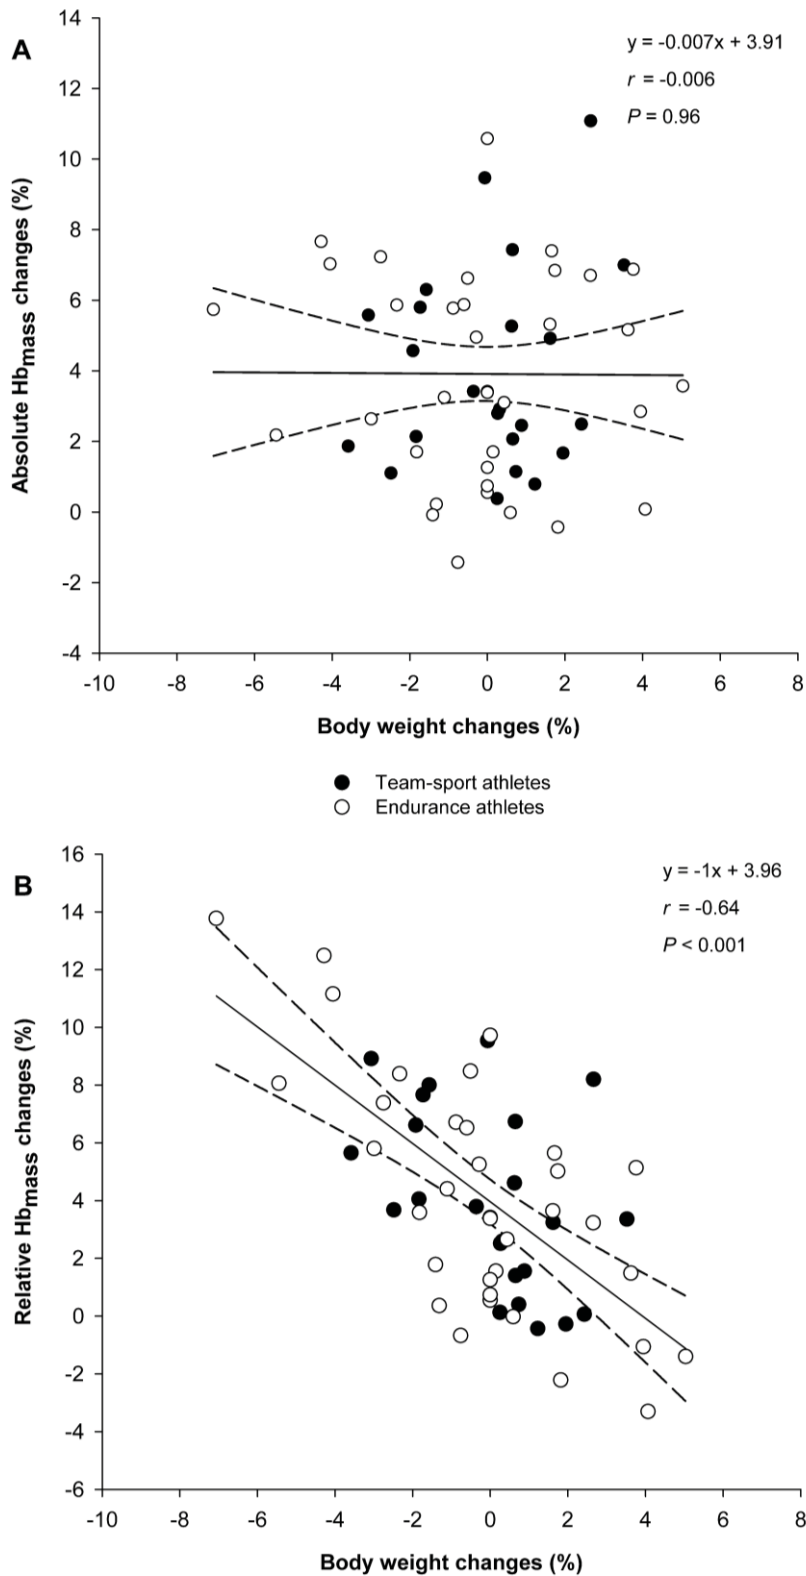 14
A
y = -0.007x + 3.91
12
r = -0.006
P = 0.96
10
8
6
4
2
0
-2
-4
Absolute Hbmass changes (%)
-10 -8 -6 -4 -2 0 2 4 6 8
Body weight changes (%)
Team-sport athletes
Endurance athletes
16
B
y = -1x + 3.96
14
r = -0.64
P < 0.001
12
10
8
6
4
2
0
-2
-4
-6
Relative Hbmass changes (%)
-10 -8 -6 -4 -2 0 2 4 6 8
Body weight changes (%)